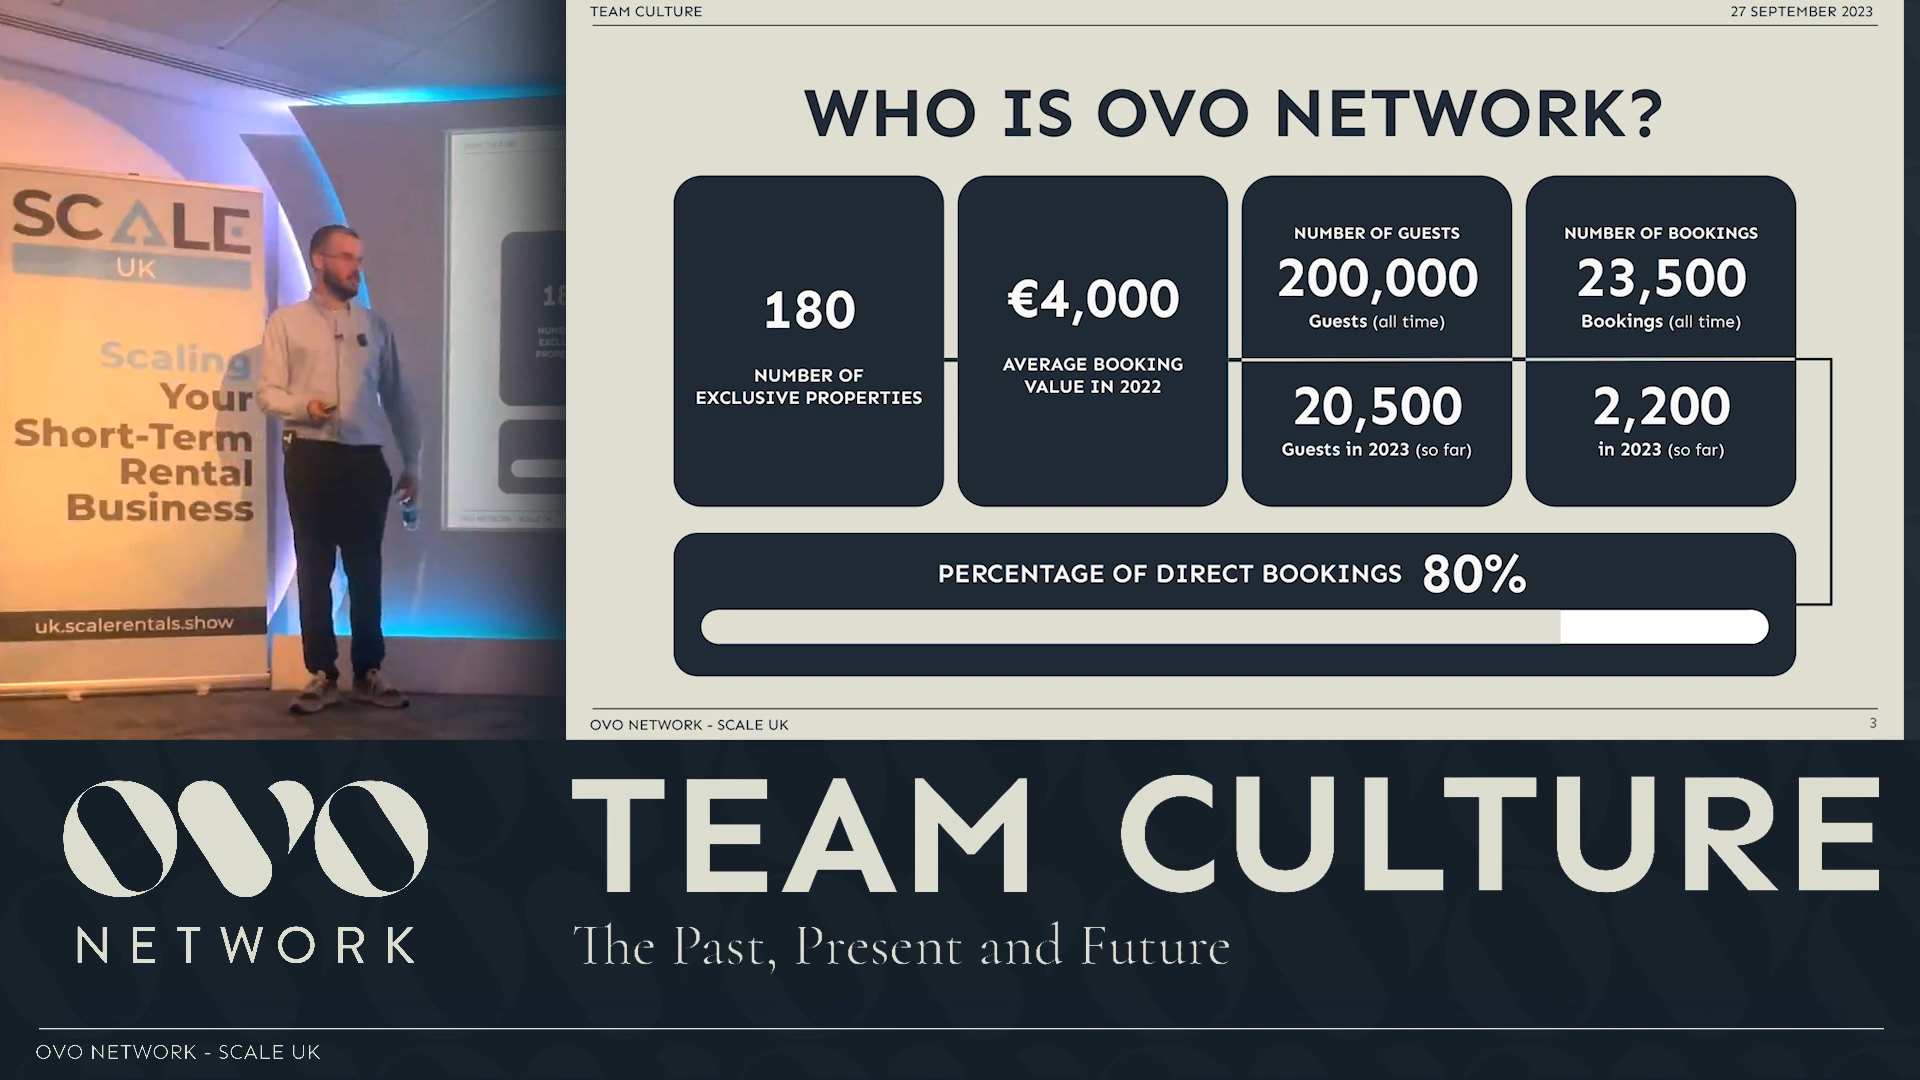 TEAM CULTURE
27 SEPTEMBER 2023
WHO IS OVO NETWORK?
180
NUMBER OF
EXCLUSIVE PROPERTIES
€4,000
AVERAGE BOOKING
VALUE IN 2022
NUMBER OF GUESTS
200,000
Guests (all time)
20,500
Guests in 2023 (so far)
NUMBER OF BOOKINGS
23,500
Bookings (all time)
2,200
in 2023 (so far)
PERCENTAGE OF DIRECT BOOKINGS 80%
OVO NETWORK - SCALE UK
3
SCALE
UK
Scaling
Your
Short-Term
Rental
Business
uk.scalerentals.show
OVO
NETWORK
TEAM CULTURE
The Past, Present and Future
OVO NETWORK - SCALE UK